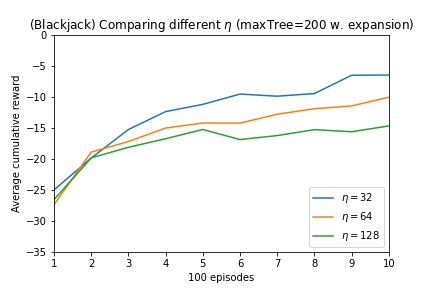 (Blackjack) Comparing different η (maxTree=200 w. expansion)
Average cumulative reward
0
−5
−10
−15
−20
−25
−30
−35
1 2 3 4 5 6 7 8 9 10
100 episodes
η = 32
η = 64
η = 128